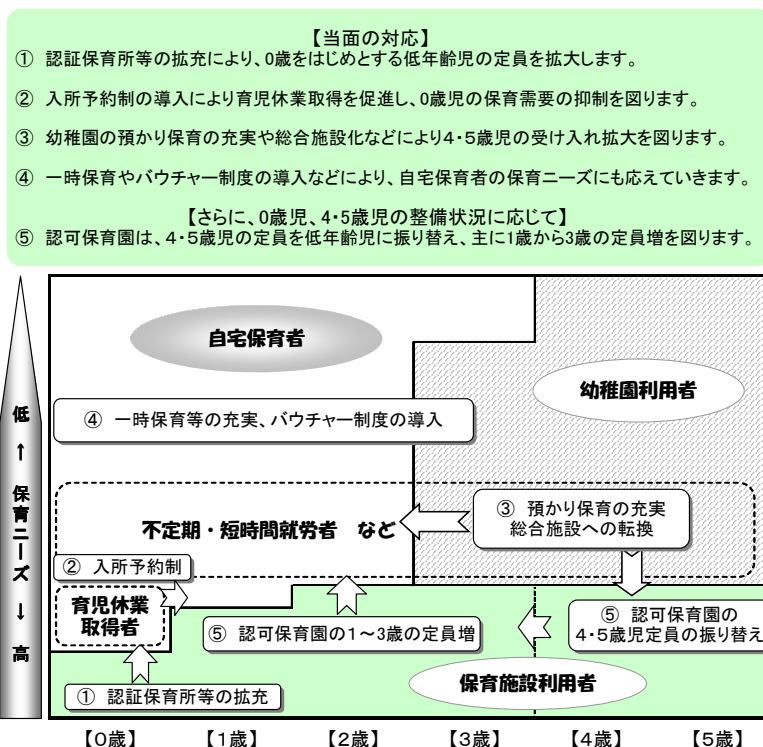 【当面の対応】
① 認証保育所等の拡充により、0歳をはじめとする低年齢児の定員を拡大します。
② 入所予約制の導入により育児休業取得を促進し、0歳児の保育需要の抑制を図ります。
③ 幼稚園の預かり保育の充実や総合施設化などにより4・5歳児の受け入れ拡大を図ります。
④ 一時保育やバウチャー制度の導入などにより、自宅保育者の保育ニーズにも応えていきます。
【さらに、0歳児、4・5歳児の整備状況に応じて】
⑤ 認可保育園は、4・5歳児の定員を低年齢児に振り替え、主に1歳から3歳の定員増を図ります。
低 ↑ 保育ニーズ ↓ 高
自宅保育者
幼稚園利用者
④ 一時保育等の充実、バウチャー制度の導入
③ 預かり保育の充実
総合施設への転換
不定期・短時間就労者 など
② 入所予約制
育児休業
取得者
⑤ 認可保育園の1～3歳の定員増
⑤ 認可保育園の
4・5歳児定員の振り替え
① 認証保育所等の拡充
保育施設利用者
【0歳】 【1歳】 【2歳】 【3歳】 【4歳】 【5歳】